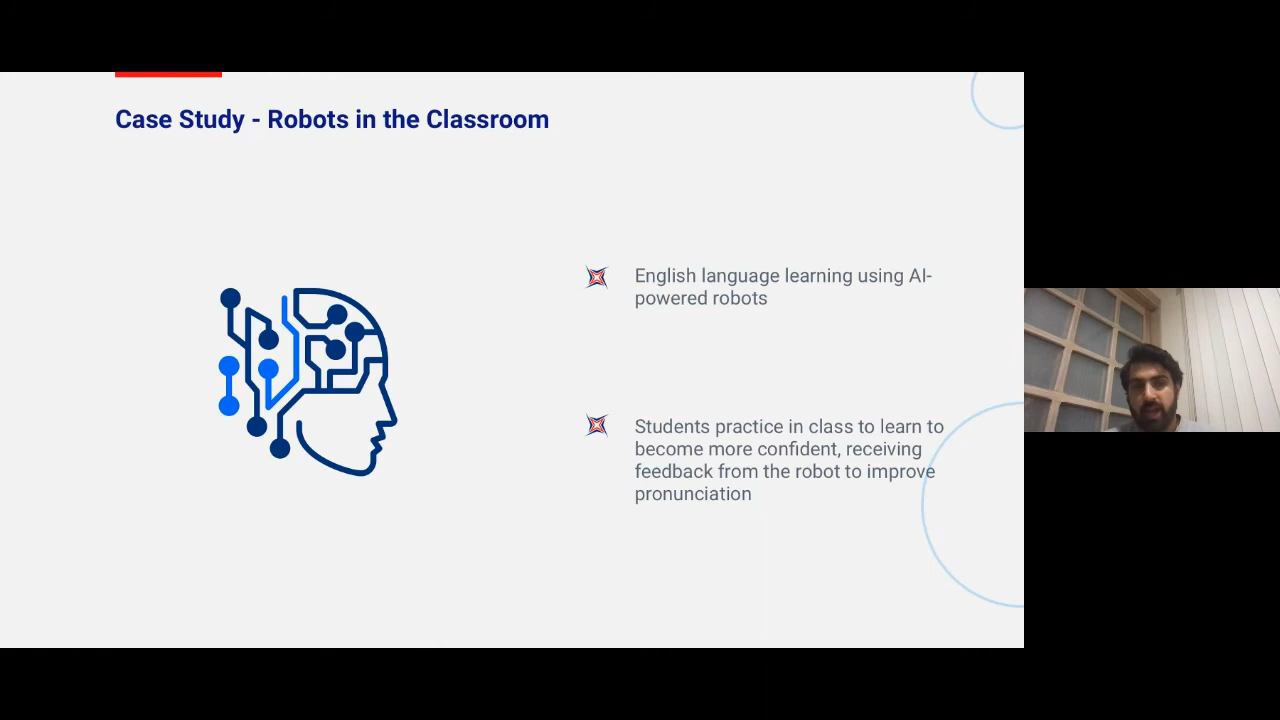 Case Study - Robots in the Classroom
English language learning using AI-
powered robots
Students practice in class to learn to
become more confident, receiving
feedback from the robot to improve
pronunciation